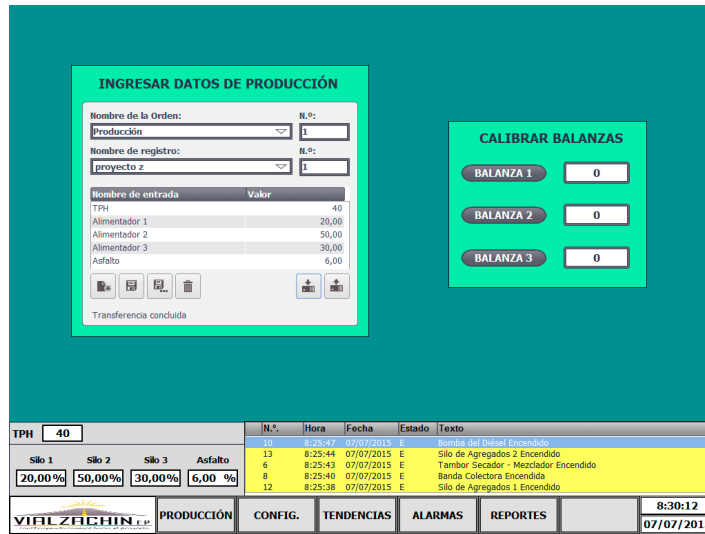 INGRESAR DATOS DE PRODUCCIÓN
Nombre de la Orden: N.º:
Producción 1
Nombre de registro: N.º:
proyecto z 1
Nombre de entrada Valor
TPH 40
Alimentador 1 20,00
Alimentador 2 50,00
Alimentador 3 30,00
Asfalto 6,00
Transferencia concluida
CALIBRAR BALANZAS
BALANZA 1 0
BALANZA 2 0
BALANZA 3 0
TPH 40
Silo 1 Silo 2 Silo 3 Asfalto
20,00% 50,00% 30,00% 6,00 %
N.º. Hora Fecha Estado Texto
10 8:25:47 07/07/2015 E Bomba del Diésel Encendido
13 8:25:44 07/07/2015 E Silo de Agregados 2 Encendido
6 8:25:43 07/07/2015 E Tambor Secador - Mezclador Encendido
8 8:25:40 07/07/2015 E Banda Colectora Encendida
12 8:25:38 07/07/2015 E Silo de Agregados 1 Encendido
VIALZACHIN E.P.
PRODUCCIÓN CONFIG. TENDENCIAS ALARMAS REPORTES
8:30:12
07/07/201